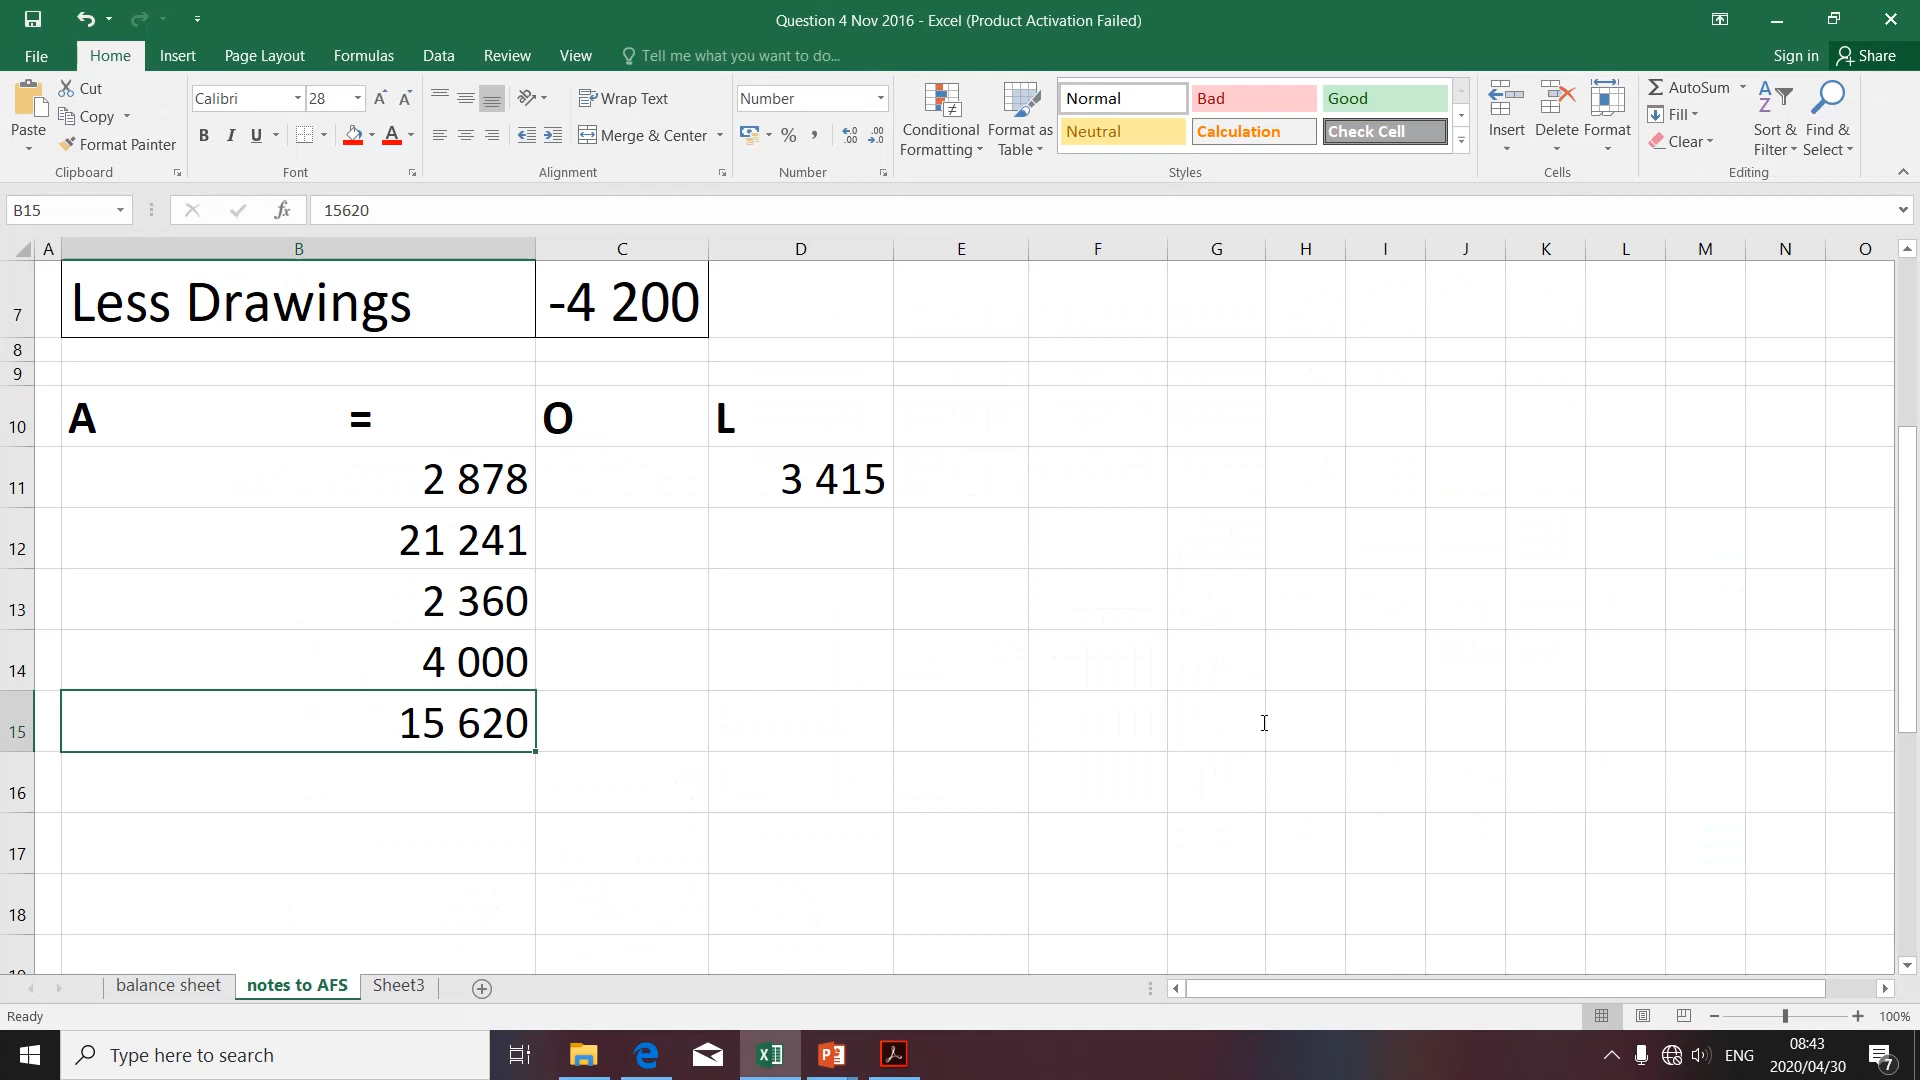 Question 4 Nov 2016 - Excel (Product Activation Failed)
File Home Insert Page Layout Formulas Data Review View Tell me what you want to do... Sign in Share
Paste
Cut
Copy
Format Painter
Clipboard
Calibri 28
B I U
Font
Wrap Text
Merge & Center
Alignment
Number
Number
Conditional Formatting
Format as Table
Normal Bad Good
Neutral Calculation Check Cell
Styles
Insert Delete Format
Cells
AutoSum
Fill
Clear
Sort & Filter
Find & Select
Editing
B15 fx 15620
A B C D E F G H I J K L M N O
7 Less Drawings -4 200
8
9
10 A = O L
11 2 878 3 415
12 21 241
13 2 360
14 4 000
15 15 620
16
17
18
19
balance sheet notes to AFS Sheet3
Ready 100%
Type here to search
ENG
08:43
2020/04/30
7